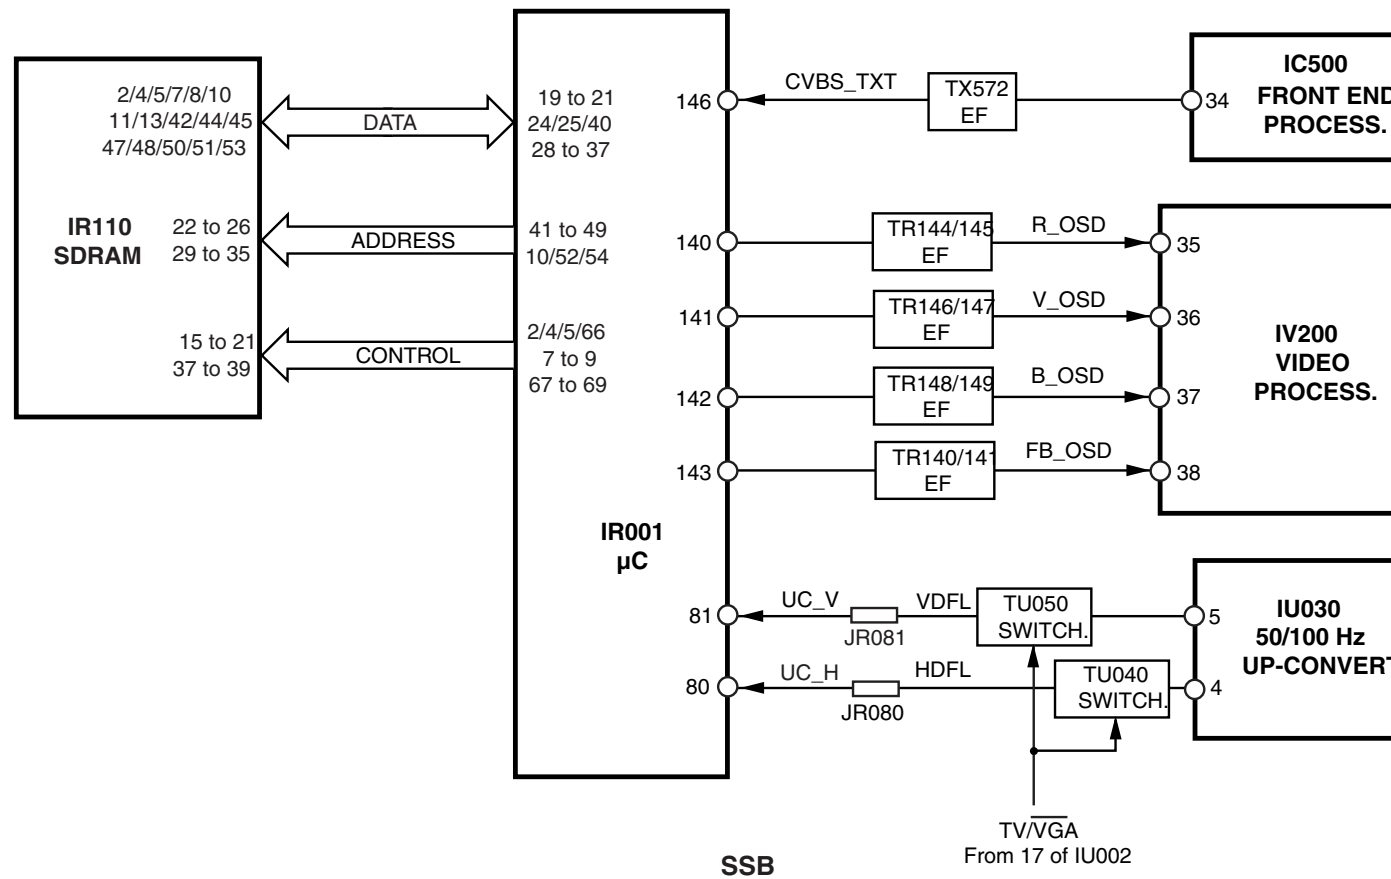 2/4/5/7/8/10
11/13/42/44/45
47/48/50/51/53
DATA
19 to 21
24/25/40
28 to 37
IR110
SDRAM
22 to 26
29 to 35
ADDRESS
41 to 49
10/52/54
15 to 21
37 to 39
CONTROL
2/4/5/66
7 to 9
67 to 69
IR001
µC
146
CVBS_TXT
TX572
EF
34
IC500
FRONT END
PROCESS.
140
TR144/145
EF
R_OSD
35
141
TR146/147
EF
V_OSD
36
142
TR148/149
EF
B_OSD
37
143
TR140/141
EF
FB_OSD
38
IV200
VIDEO
PROCESS.
81
UC_V
JR081
VDFL
TU050
SWITCH.
5
80
UC_H
JR080
HDFL
TU040
SWITCH.
4
IU030
50/100 Hz
UP-CONVERT
TV/VGA
From 17 of IU002
SSB